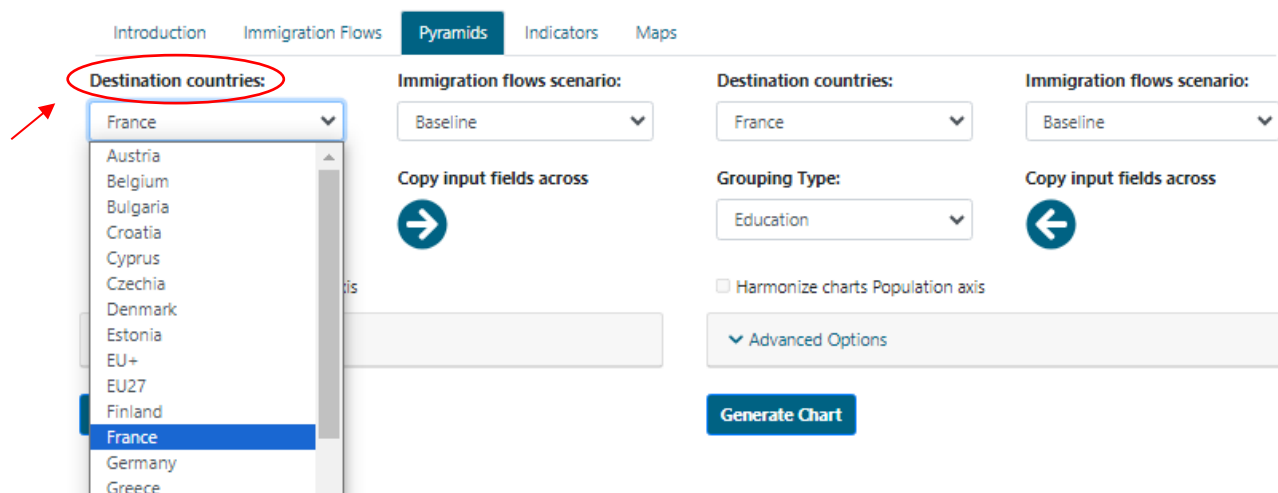 Introduction Immigration Flows Pyramids Indicators Maps
Destination countries: Immigration flows scenario: Destination countries: Immigration flows scenario:
France Baseline France Baseline
Austria
Belgium Copy input fields across Grouping Type: Copy input fields across
Bulgaria
Croatia Education
Cyprus
Czechia xis Harmonize charts Population axis
Denmark
Estonia Advanced Options
EU+
EU27
Finland Generate Chart
France
Germany
Greece